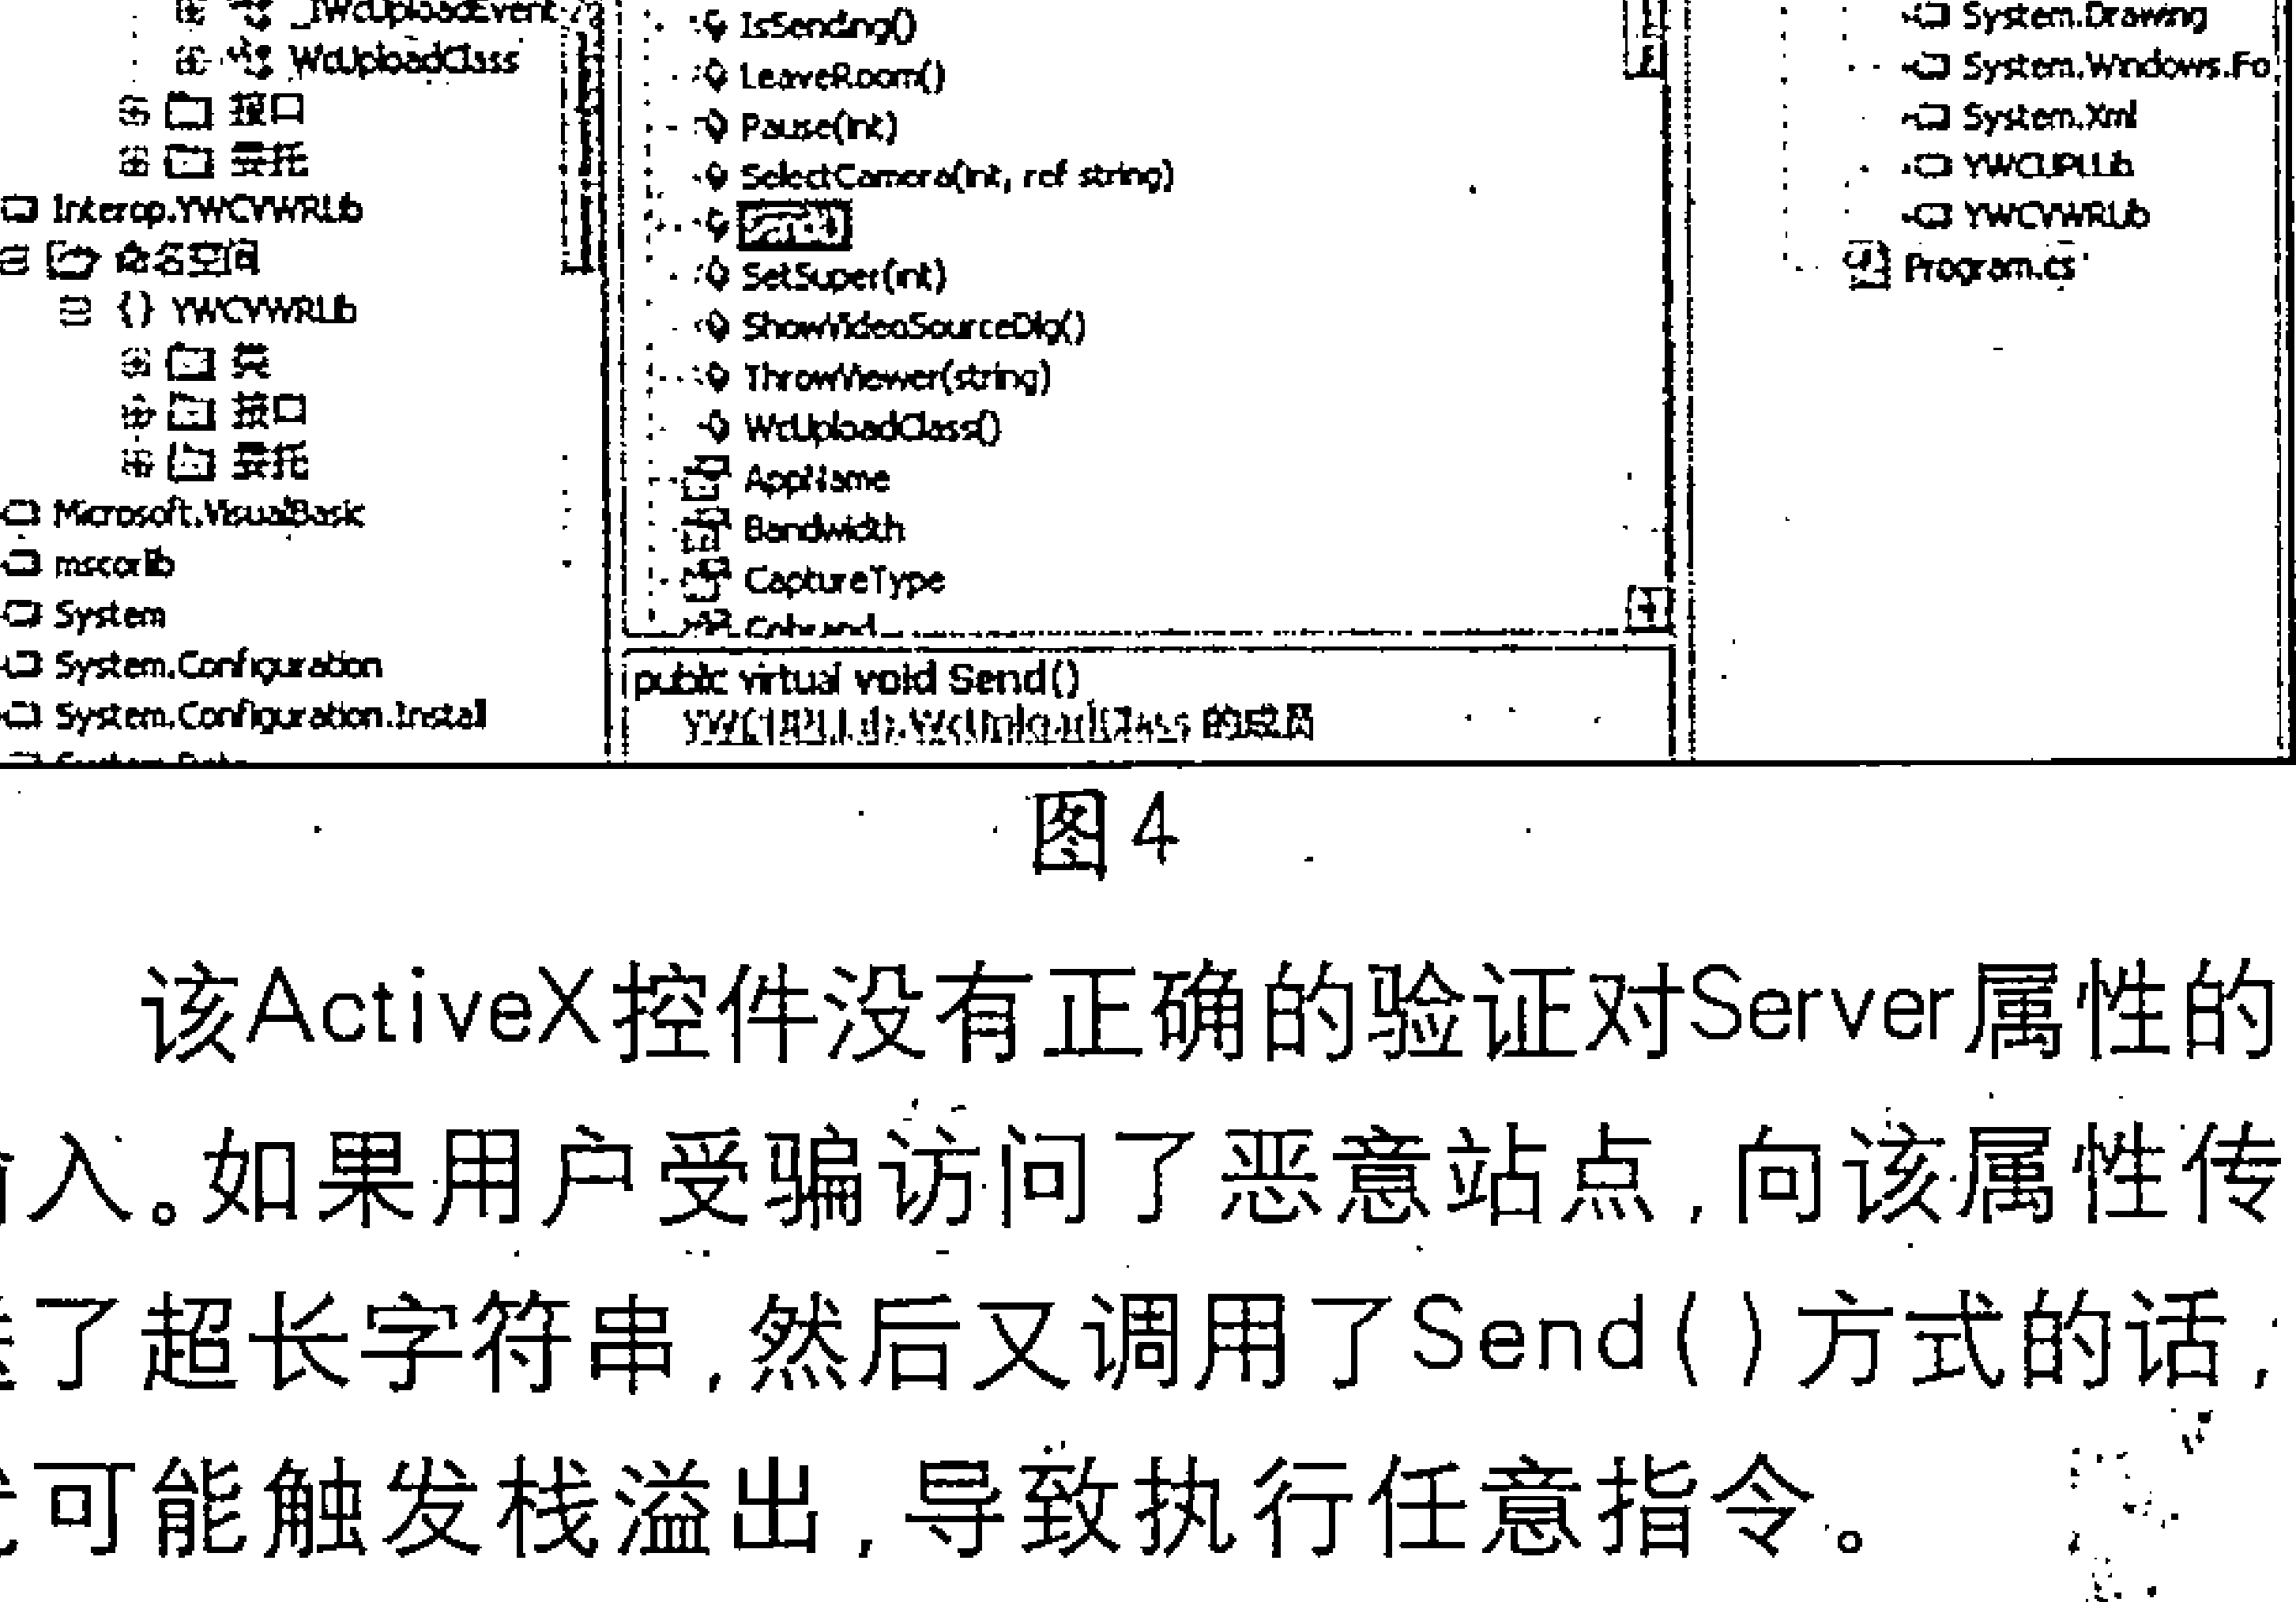 _IWcUploadEvent
WcUploadClass
接口
委托
Interop.YWCVWRLib
命名空间
{} YWCVWRLib
类
接口
委托
Microsoft.VisualBasic
mscorlib
System
System.Configuration
System.Configuration.Install
IsSending()
LeaveRoom()
Pause(int)
SelectCamera(int, ref string)
Send()
SetSuper(int)
ShowVideoSourceDlg()
ThrowViewer(string)
WcUploadClass()
AppName
Bandwidth
CaptureType
public virtual void Send()
YWCUPLLib.WcUploadClass 的成员
System.Drawing
System.Windows.Fo
System.Xml
YWCUPLLib
YWCVWRLib
Program.cs
图4
该ActiveX控件没有正确的验证对Server属性的
入。如果用户受骗访问了恶意站点,向该属性传
了超长字符串,然后又调用了Send()方式的话,
可能触发栈溢出,导致执行任意指令。